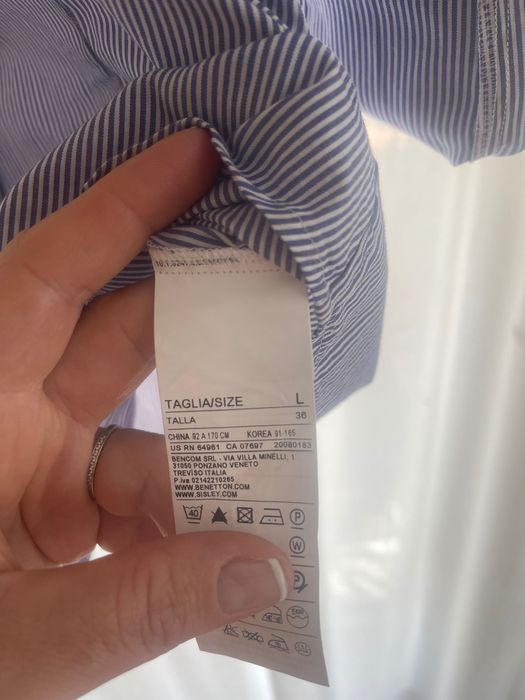 TAGLIA/SIZE L
TALLA 36
CHINA 92 A 170 CM KOREA 91-165
US RN 64961 CA 07697 20080183
BENCOM SRL - VIA VILLA MINELLI, 1
31050 PONZANO VENETO
TREVISO ITALIA
P.iva 02142210265
WWW.BENETTON.COM
WWW.SISLEY.COM
40 P
W